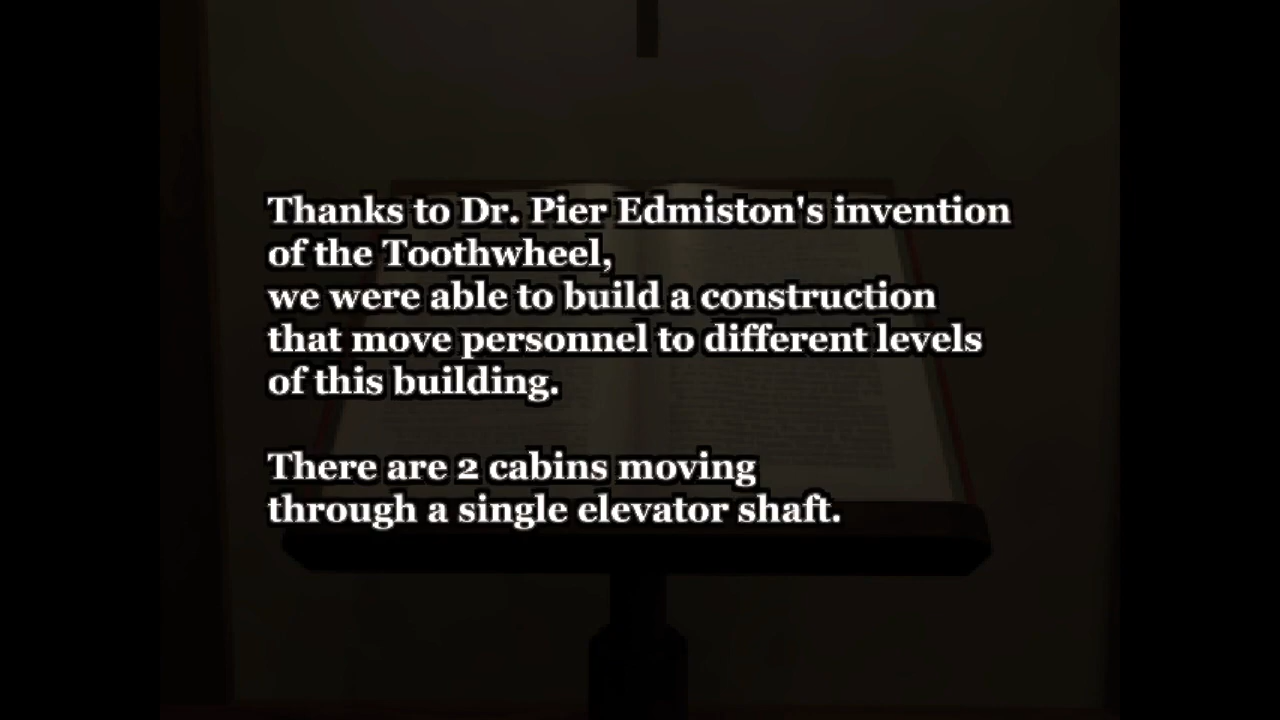 Thanks to Dr. Pier Edmiston's invention
of the Toothwheel,
we were able to build a construction
that move personnel to different levels
of this building.
There are 2 cabins moving
through a single elevator shaft.